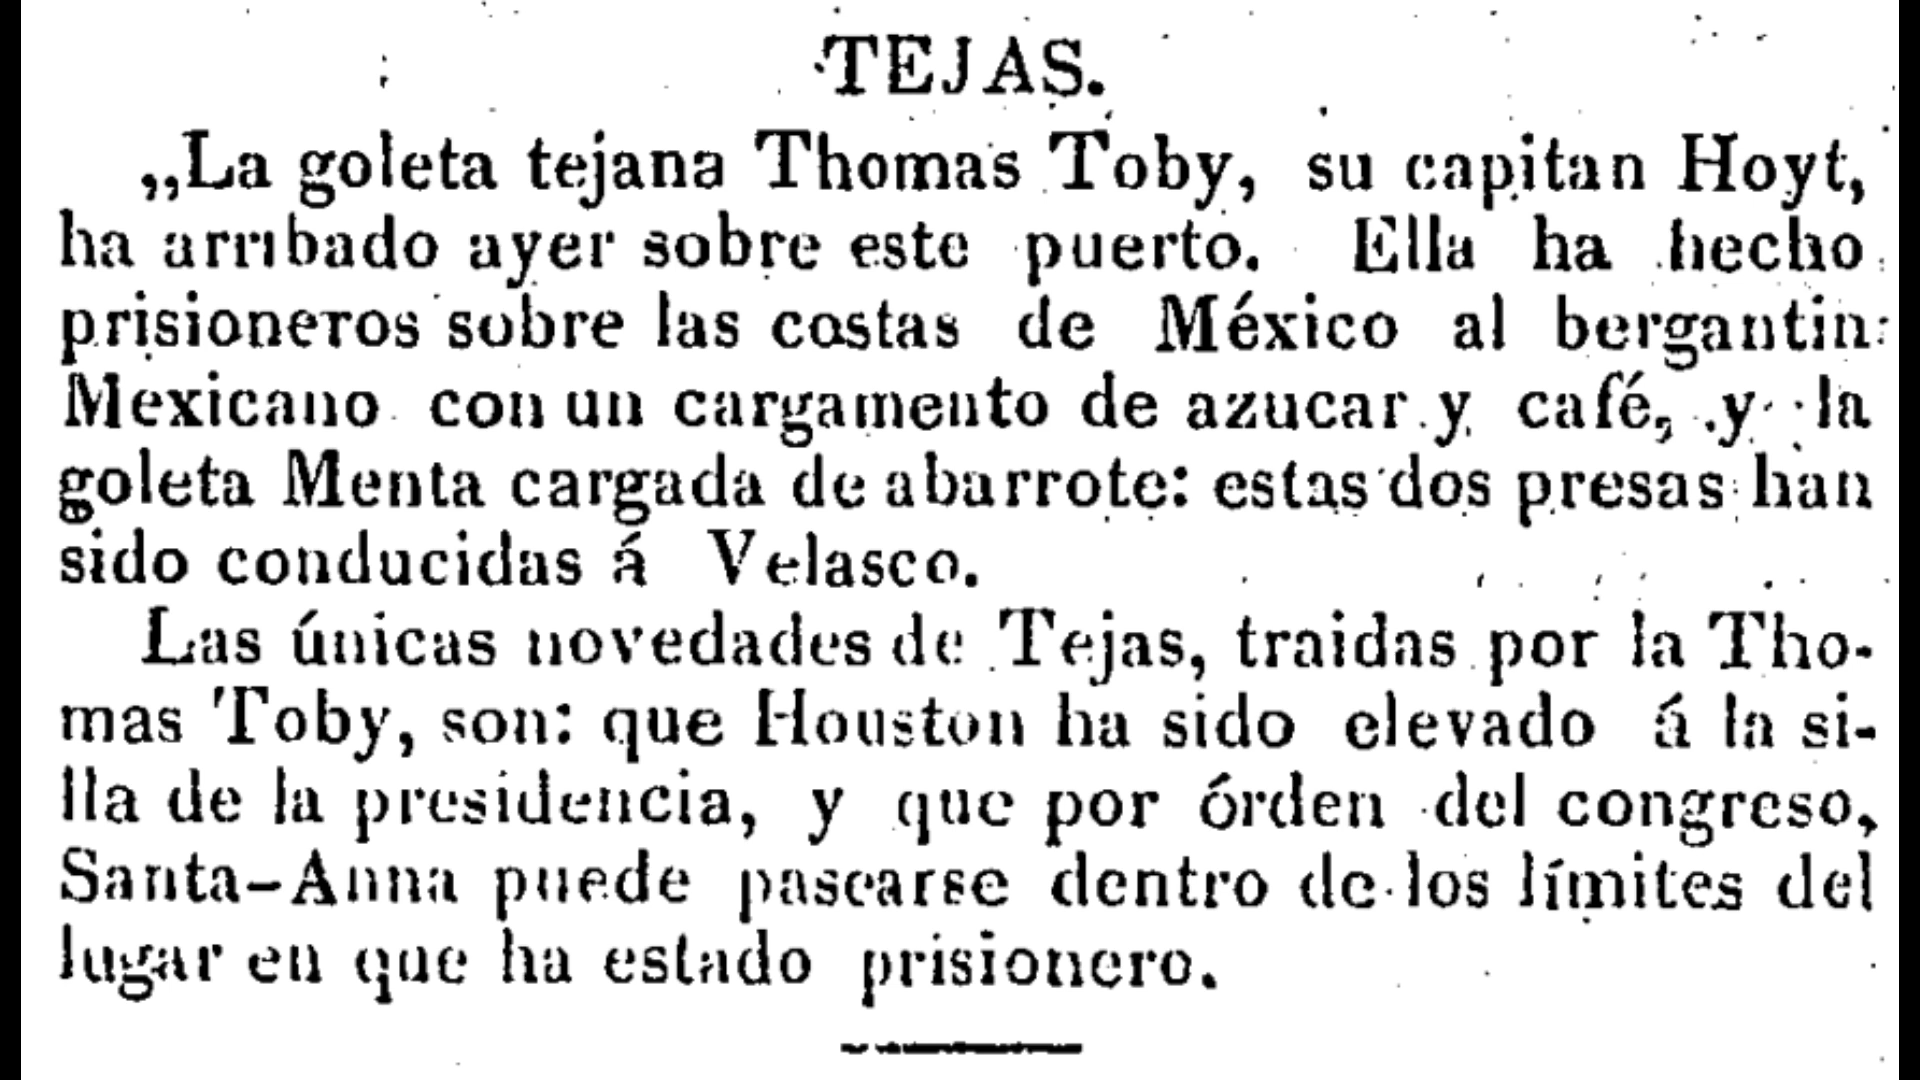 TEJAS.
„La goleta tejana Thomas Toby, su capitan Hoyt,
ha arribado ayer sobre este puerto. Ella ha hecho
prisioneros sobre las costas de México al bergantin
Mexicano con un cargamento de azucar y café, y la
goleta Menta cargada de abarrote: estas dos presas han
sido conducidas á Velasco.
Las únicas novedades de Tejas, traidas por la Tho-
mas Toby, son: que Houston ha sido elevado á la si-
lla de la presidencia, y que por órden del congreso,
Santa-Anna puede pasearse dentro de los límites del
lugar en que ha estado prisionero.